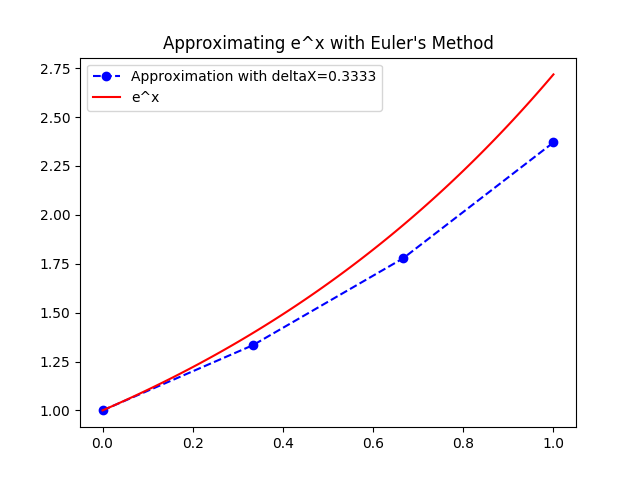 Approximating e^x with Euler's Method
Approximation with deltaX=0.3333
e^x
2.75
2.50
2.25
2.00
1.75
1.50
1.25
1.00
0.0 0.2 0.4 0.6 0.8 1.0